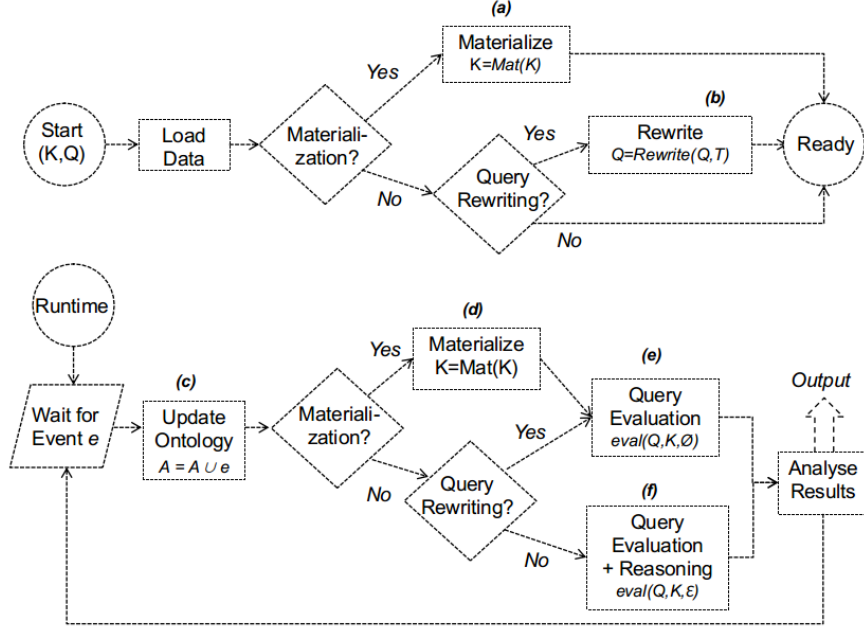 (a)
Materialize
K=Mat(K)
Yes
(b)
Start
(K,Q)
Load
Data
Materiali-
zation?
Yes
Rewrite
Q=Rewrite(Q,T)
Ready
No
Query
Rewriting?
No
Runtime
(d)
Materialize
K=Mat(K)
Yes
(e)
(c)
Wait for
Event e
Update
Ontology
A = A ∪ e
Materiali-
zation?
Yes
Query
Evaluation
eval(Q,K,Ø)
Output
No
Query
Rewriting?
(f)
Analyse
Results
No
Query
Evaluation
+ Reasoning
eval(Q,K,ε)